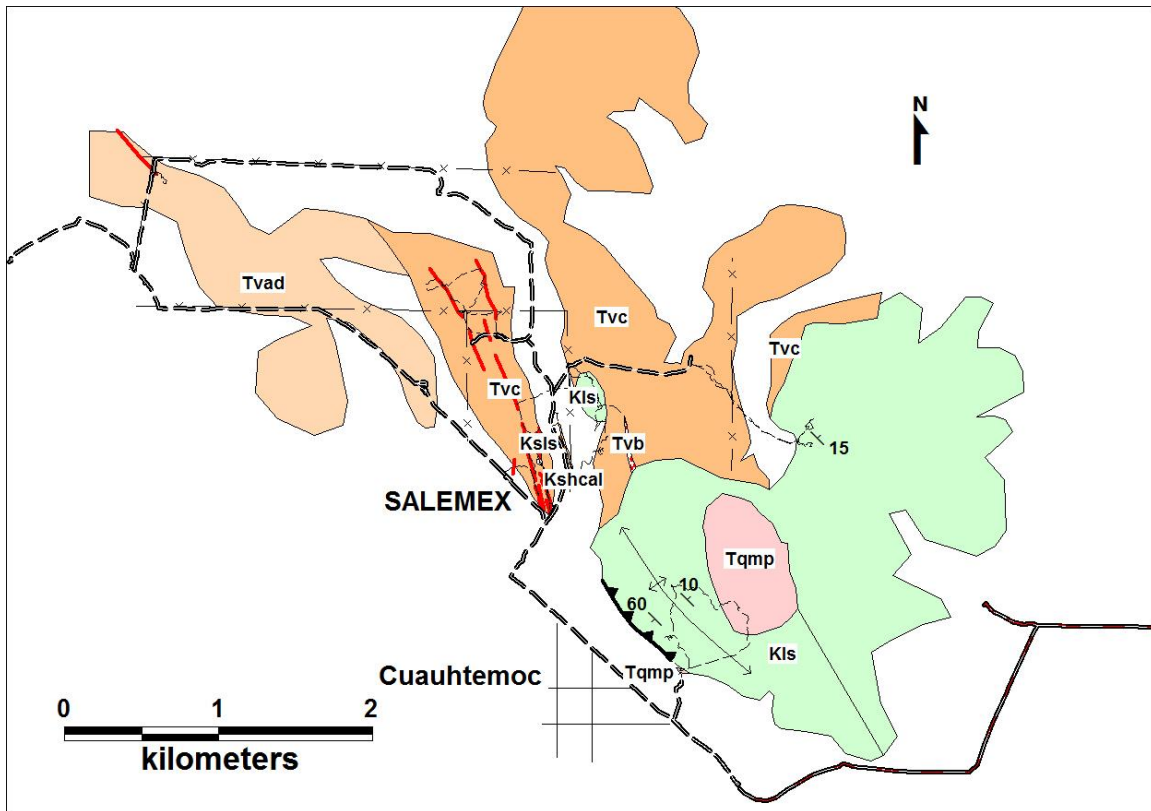 N
Tvad
Tvc
Tvc
Tvc
Kls
Ksls
Tvb
15
Kshcal
SALEMEX
Tqmp
10
60
Kls
Tqmp
Cuauhtemoc
0 1 2
kilometers